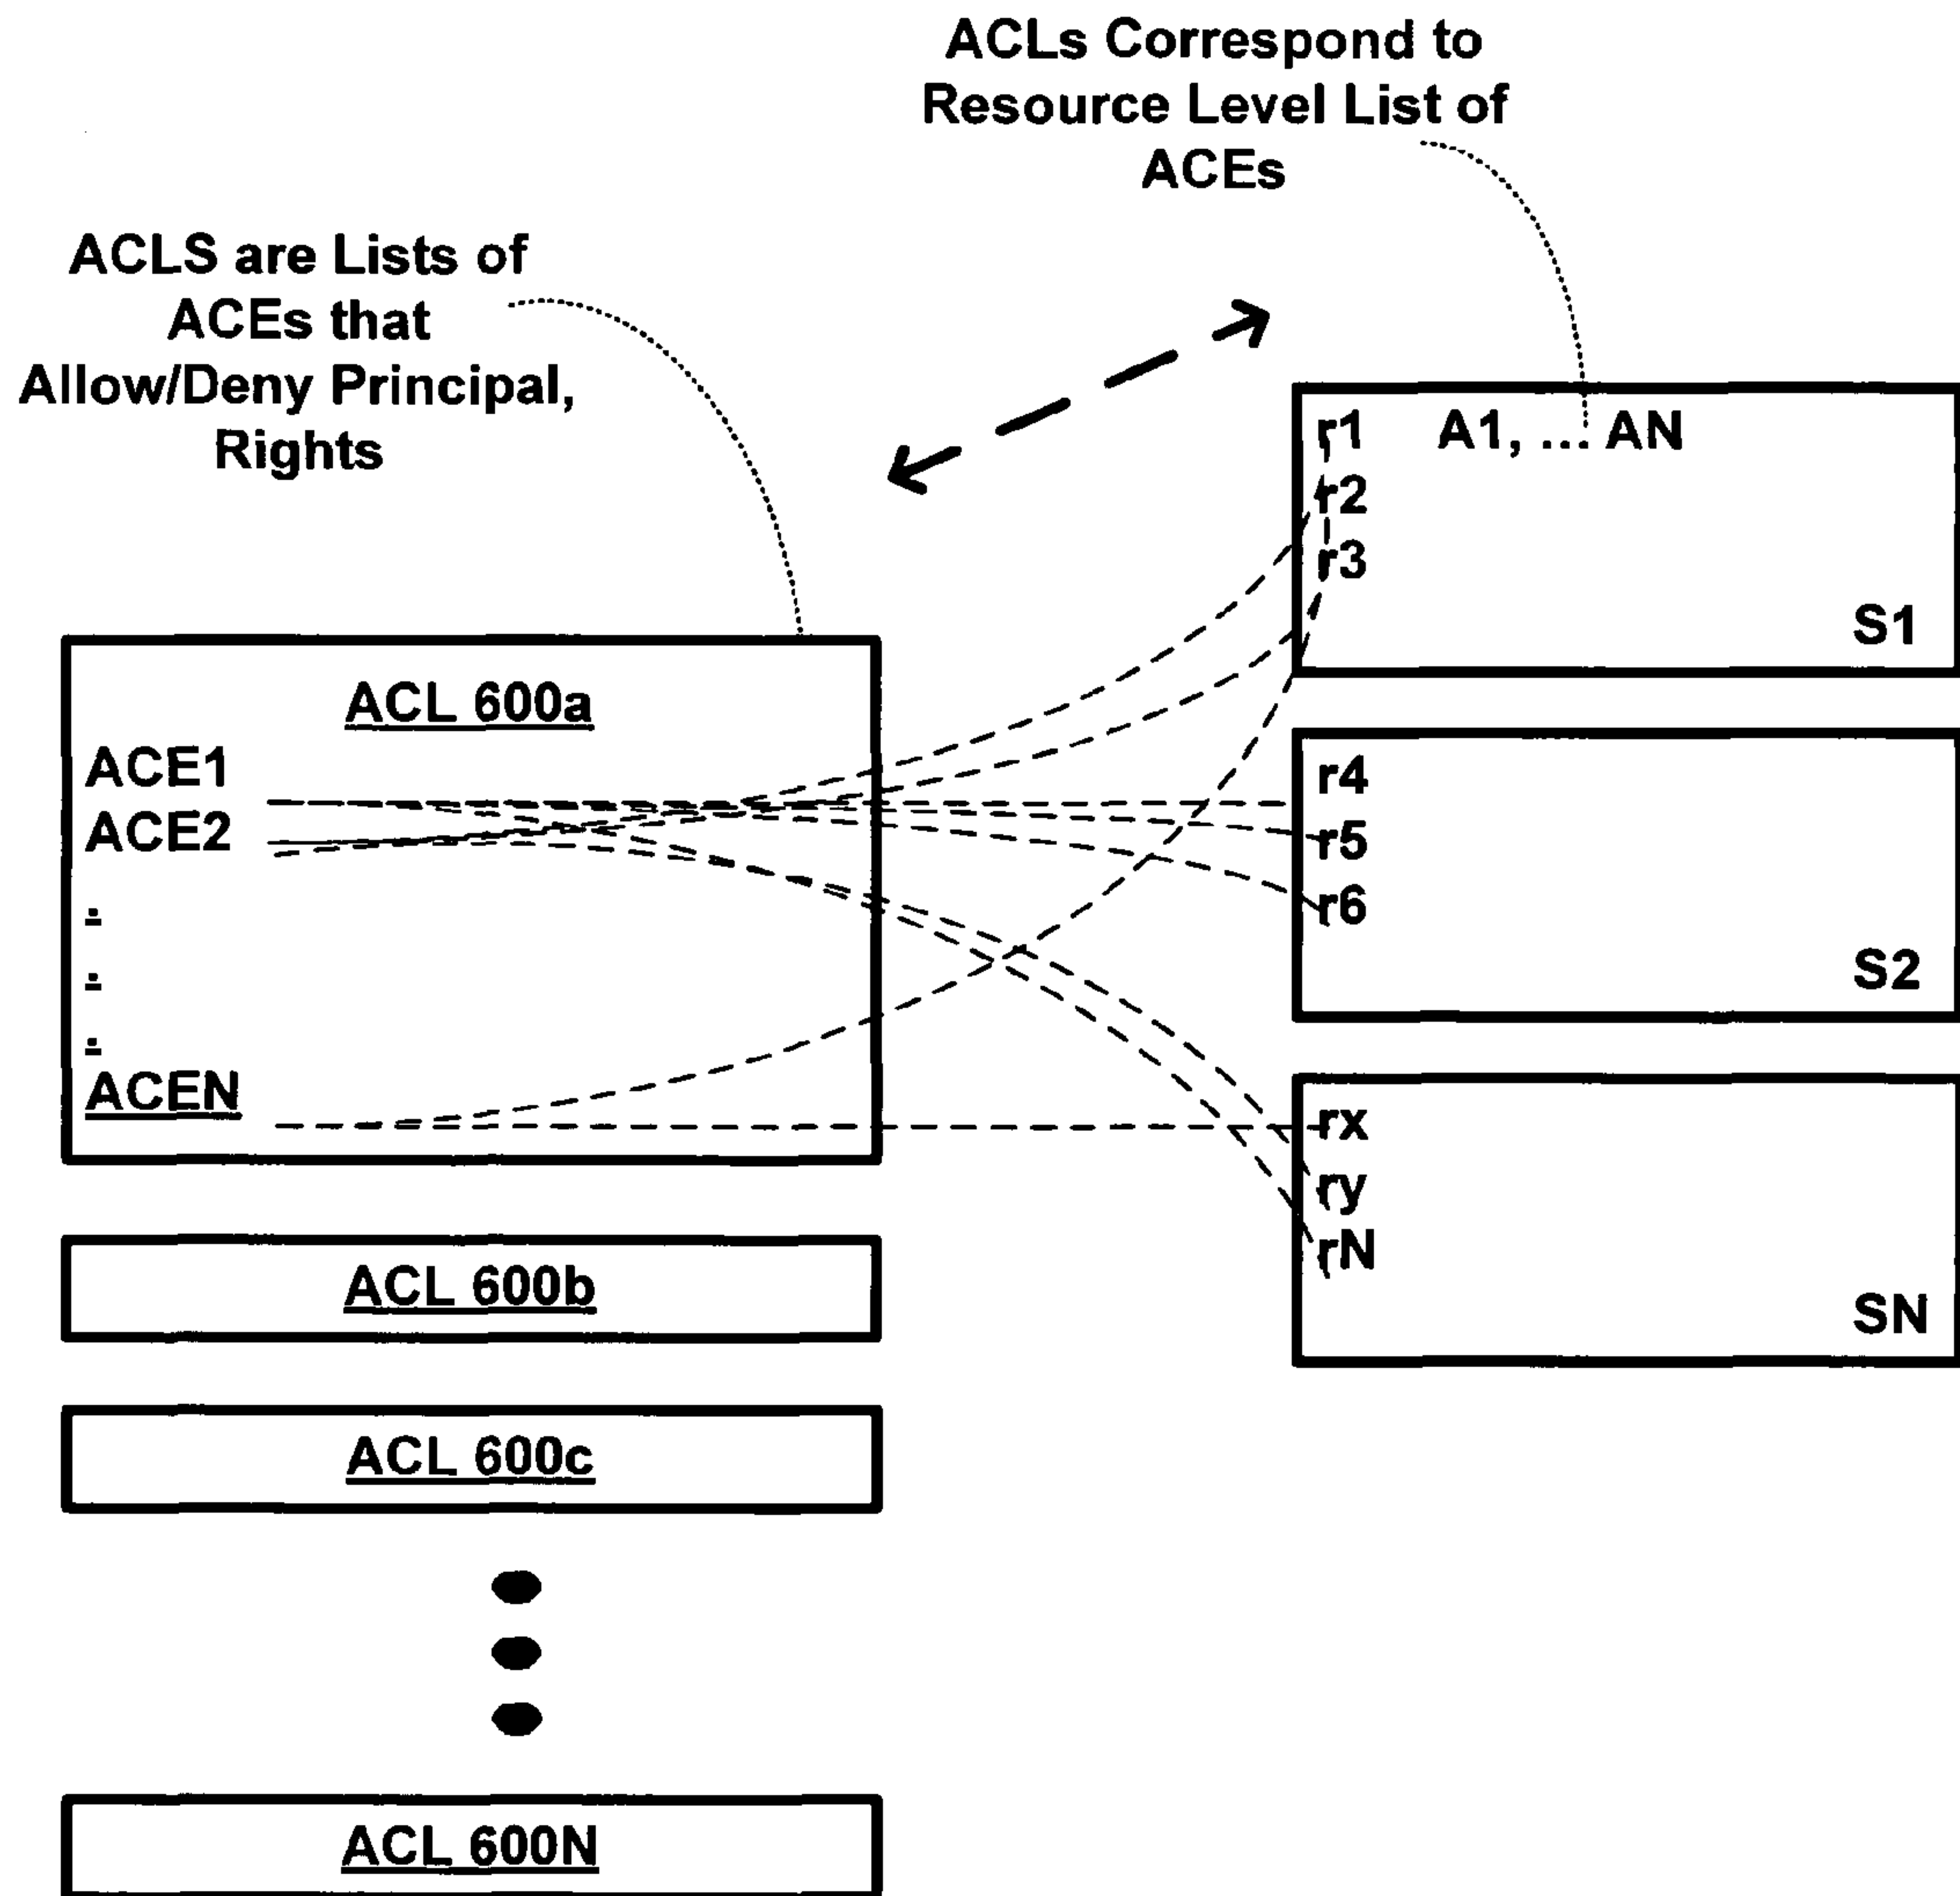 ACLs Correspond to
Resource Level List of
ACEs
ACLS are Lists of
ACEs that
Allow/Deny Principal,
Rights
r1 A1, ... AN
r2
r3
S1
ACL 600a
ACE1
ACE2
:
:
:
ACEN
r4
r5
r6
S2
rx
ry
rN
SN
ACL 600b
ACL 600c
ACL 600N